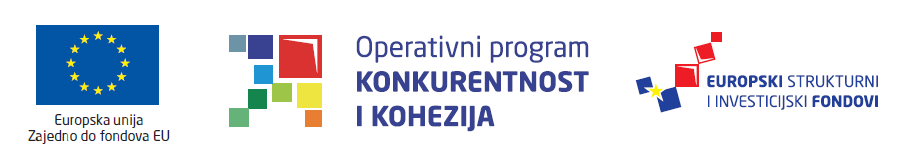 Europska unija
Zajedno do fondova EU
Operativni program
KONKURENTNOST
I KOHEZIJA
EUROPSKI STRUKTURNI
I INVESTICIJSKI FONDOVI